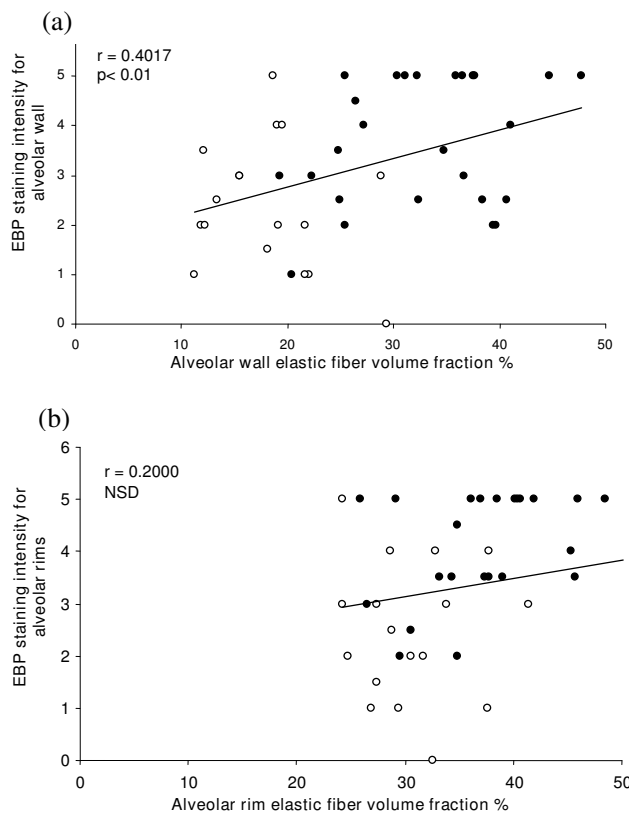 (a)
r = 0.4017
p< 0.01
EBP staining intensity for
alveolar wall
5
4
3
2
1
0
0 10 20 30 40 50
Alveolar wall elastic fiber volume fraction %
(b)
r = 0.2000
NSD
EBP staining intensity for
alveolar rims
6
5
4
3
2
1
0
0 10 20 30 40 50
Alveolar rim elastic fiber volume fraction %